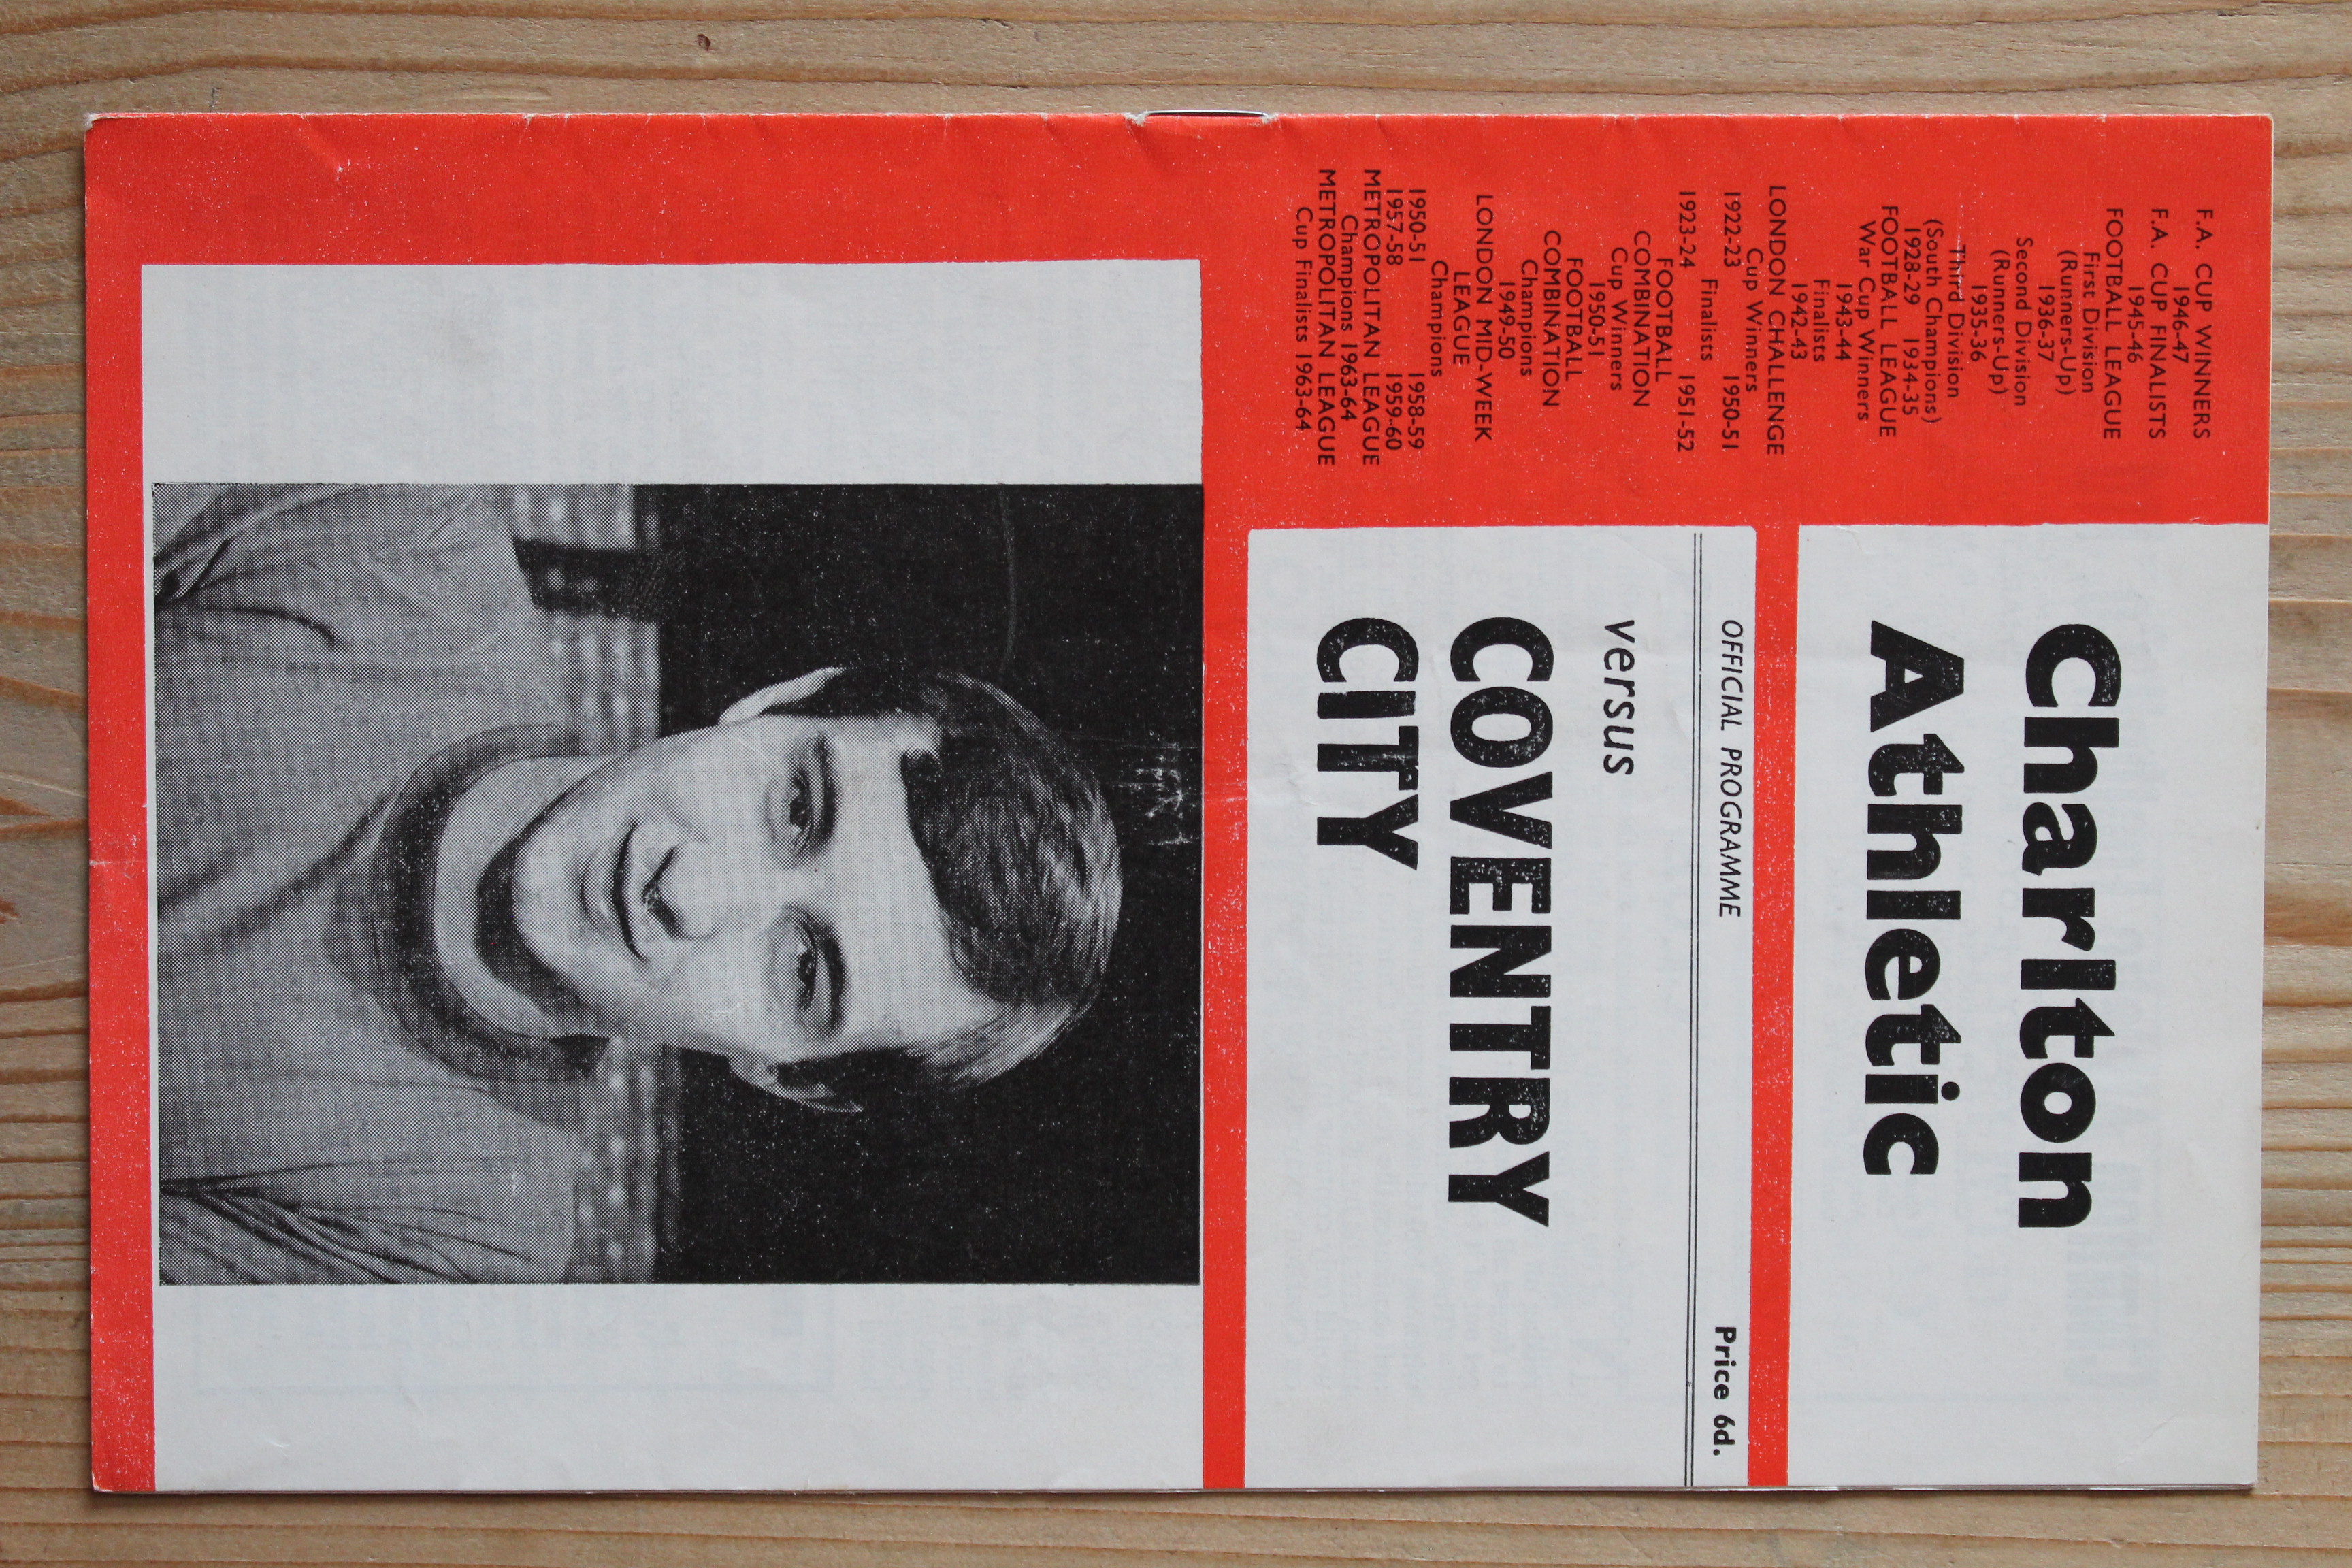 Charlton
Athletic
OFFICIAL PROGRAMME Price 6d.
versus
COVENTRY
CITY
F.A. CUP WINNERS
1946-47
F.A. CUP FINALISTS
1945-46
FOOTBALL LEAGUE
First Division
(Runners-Up)
1936-37
Second Division
(Runners-Up)
1935-36
Third Division
(South Champions)
1928-29 1934-35
FOOTBALL LEAGUE
War Cup Winners
1943-44
Finalists
1942-43
LONDON CHALLENGE
Cup Winners
1922-23 1950-51
Finalists
1923-24 1951-52
FOOTBALL
COMBINATION
Cup Winners
1950-51
FOOTBALL
COMBINATION
Champions
1949-50
LONDON MID-WEEK
LEAGUE
Champions
1950-51 1958-59
1957-58 1959-60
METROPOLITAN LEAGUE
Champions 1963-64
METROPOLITAN LEAGUE
Cup Finalists 1963-64